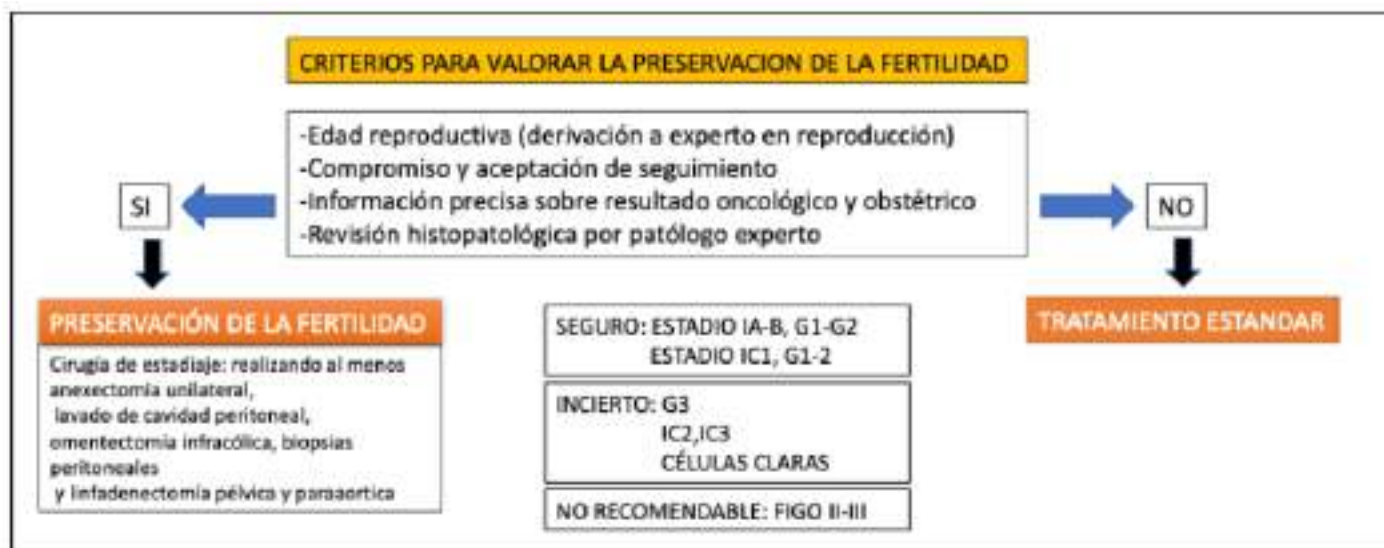 CRITERIOS PARA VALORAR LA PRESERVACION DE LA FERTILIDAD
-Edad reproductiva (derivación a experto en reproducción)
-Compromiso y aceptación de seguimiento
-Información precisa sobre resultado oncológico y obstétrico
-Revisión histopatológica por patólogo experto
SI
NO
PRESERVACIÓN DE LA FERTILIDAD
Cirugía de estadiaje: realizando al menos
anexectomía unilateral,
lavado de cavidad peritoneal,
omentectomía infracólica, biopsias
peritoneales
y linfadenectomía pélvica y paraaortica
SEGURO: ESTADIO IA-B, G1-G2
ESTADIO IC1, G1-2
INCIERTO: G3
IC2,IC3
CÉLULAS CLARAS
NO RECOMENDABLE: FIGO II-III
TRATAMIENTO ESTANDAR